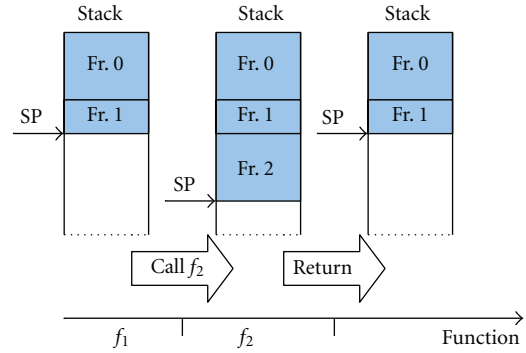 Stack Stack Stack
Fr. 0 Fr. 0 Fr. 0
Fr. 1 Fr. 1 Fr. 1
SP SP
Fr. 2
SP
Call f₂ Return
f₁ f₂ Function